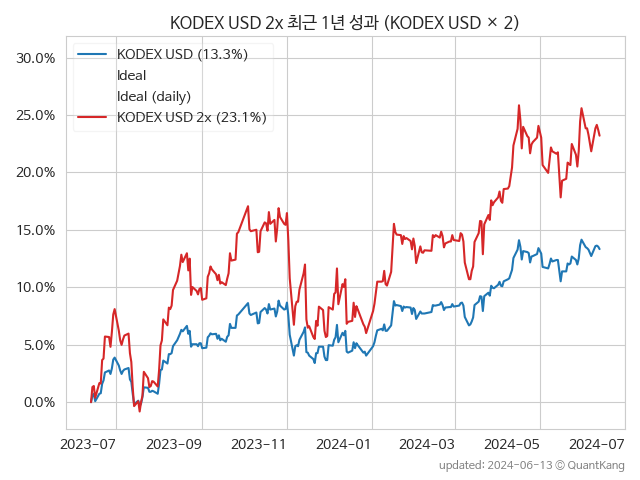 KODEX USD 2x 최근 1년 성과 (KODEX USD × 2)
KODEX USD (13.3%)
Ideal
Ideal (daily)
KODEX USD 2x (23.1%)
30.0%
25.0%
20.0%
15.0%
10.0%
5.0%
0.0%
2023-07 2023-09 2023-11 2024-01 2024-03 2024-05 2024-07
updated: 2024-06-13 © QuantKang